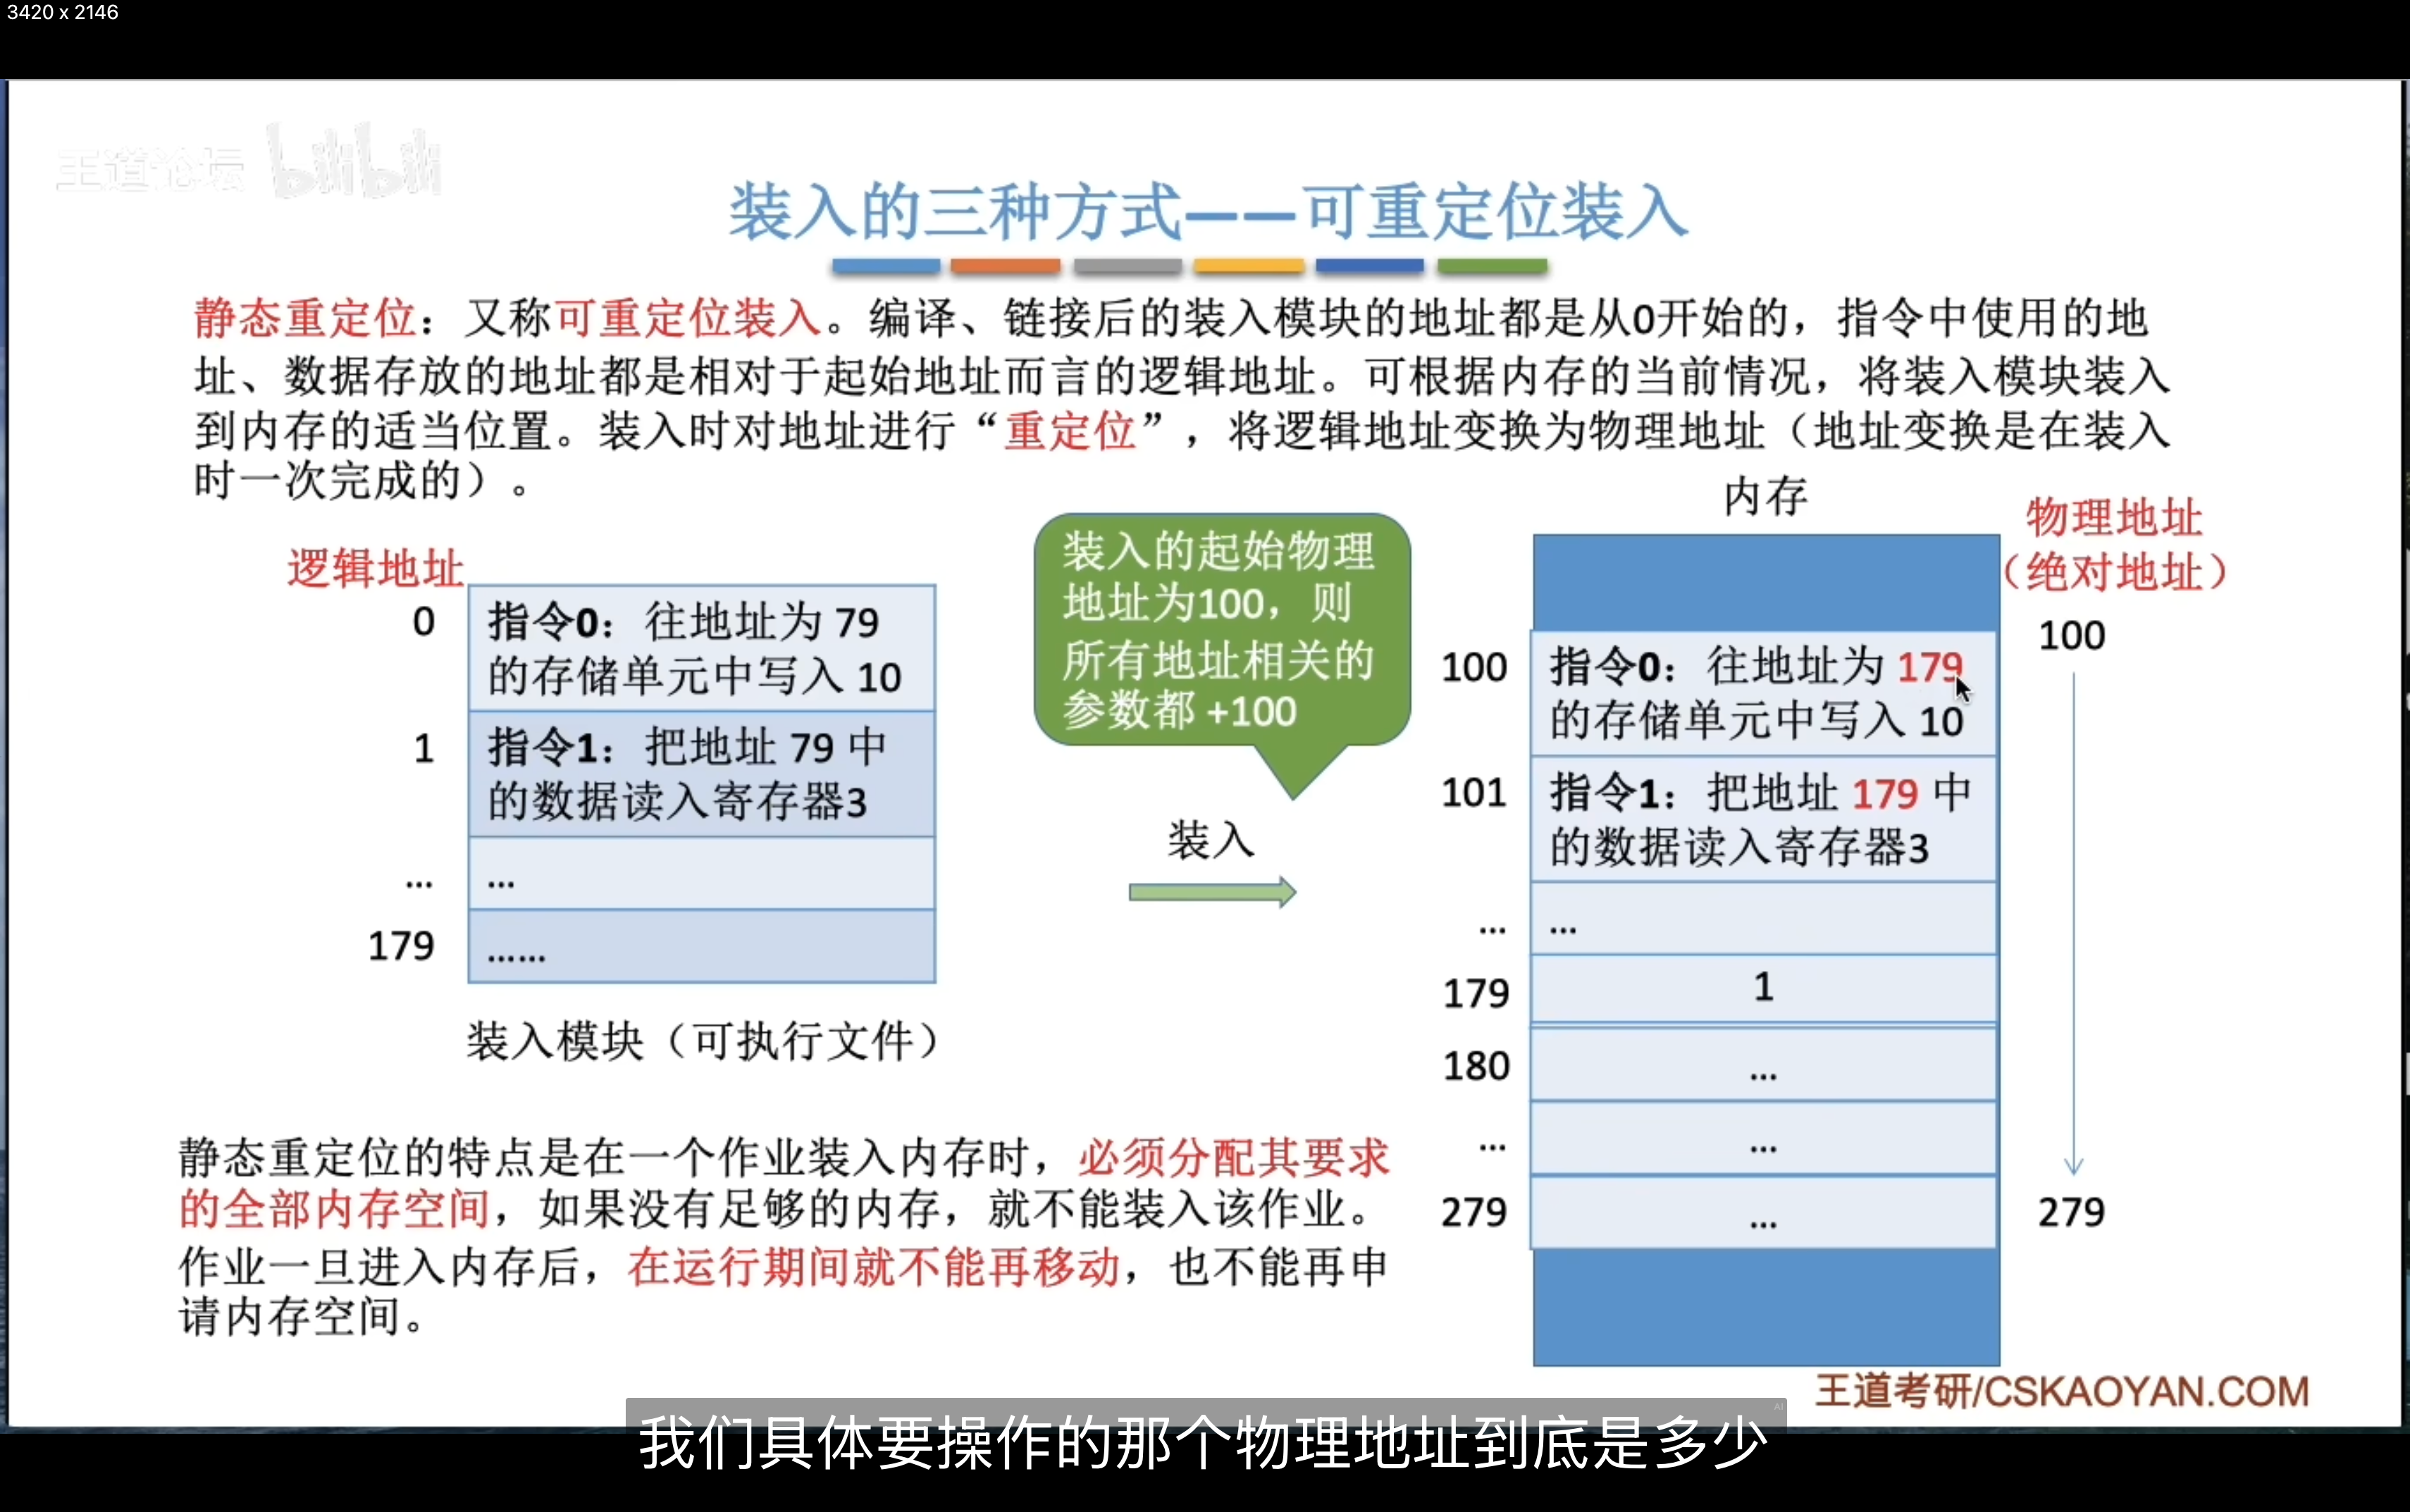 3420 x 2146
王道论坛 bilibili
装入的三种方式——可重定位装入
静态重定位：又称可重定位装入。编译、链接后的装入模块的地址都是从0开始的，指令中使用的地
址、数据存放的地址都是相对于起始地址而言的逻辑地址。可根据内存的当前情况，将装入模块装入
到内存的适当位置。装入时对地址进行“重定位”，将逻辑地址变换为物理地址（地址变换是在装入
时一次完成的）。
逻辑地址
0
指令0：往地址为 79
的存储单元中写入 10
1
指令1：把地址 79 中
的数据读入寄存器3
...
...
179
......
装入模块（可执行文件）
装入的起始物理
地址为100，则
所有地址相关的
参数都 +100
装入
内存
物理地址
（绝对地址）
100
指令0：往地址为 179
的存储单元中写入 10
101
指令1：把地址 179 中
的数据读入寄存器3
...
...
179
1
180
...
...
...
279
...
100
279
静态重定位的特点是在一个作业装入内存时，必须分配其要求
的全部内存空间，如果没有足够的内存，就不能装入该作业。
作业一旦进入内存后，在运行期间就不能再移动，也不能再申
请内存空间。
王道考研/CSKAOYAN.COM
AI
我们具体要操作的那个物理地址到底是多少